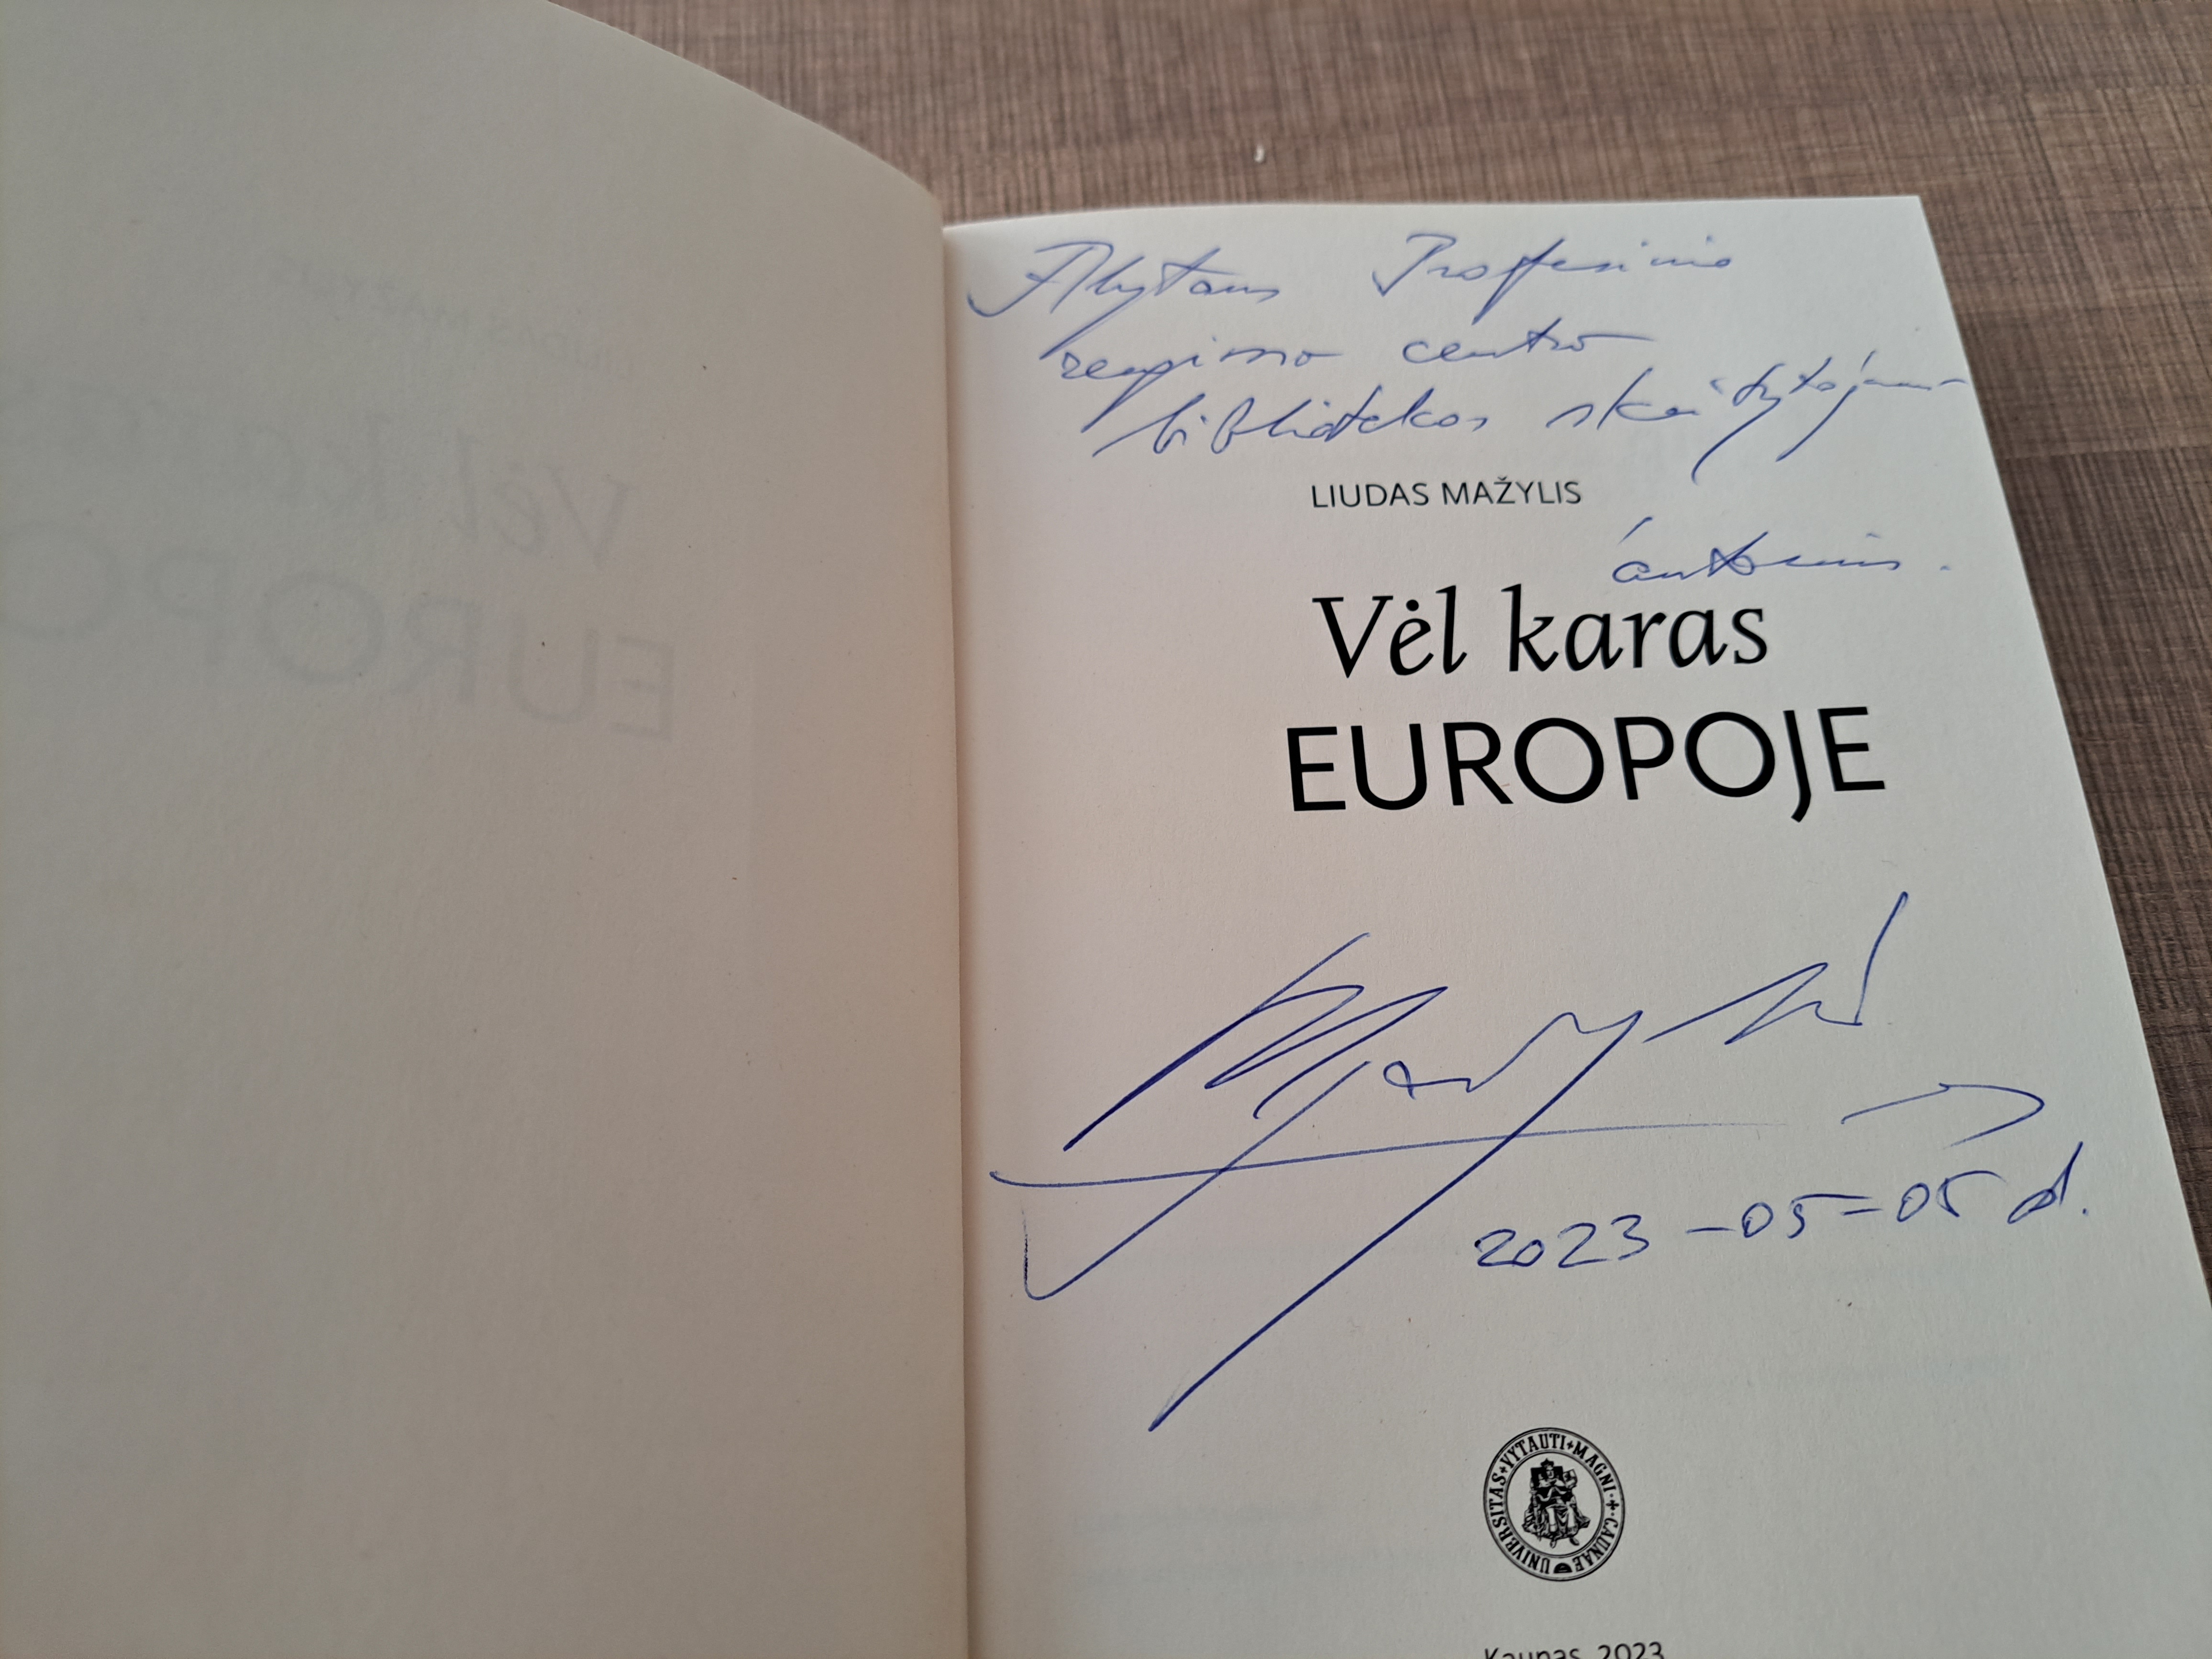 Alytaus Profesinio
rengimo centro
bibliotekos skaitytojams
LIUDAS MAŽYLIS
autorius.
Vėl karas
EUROPOJE
2023-05-05 d.
UNIVERSITAS VYTAUTI MAGNI CAUNAE
Kaunas, 2023